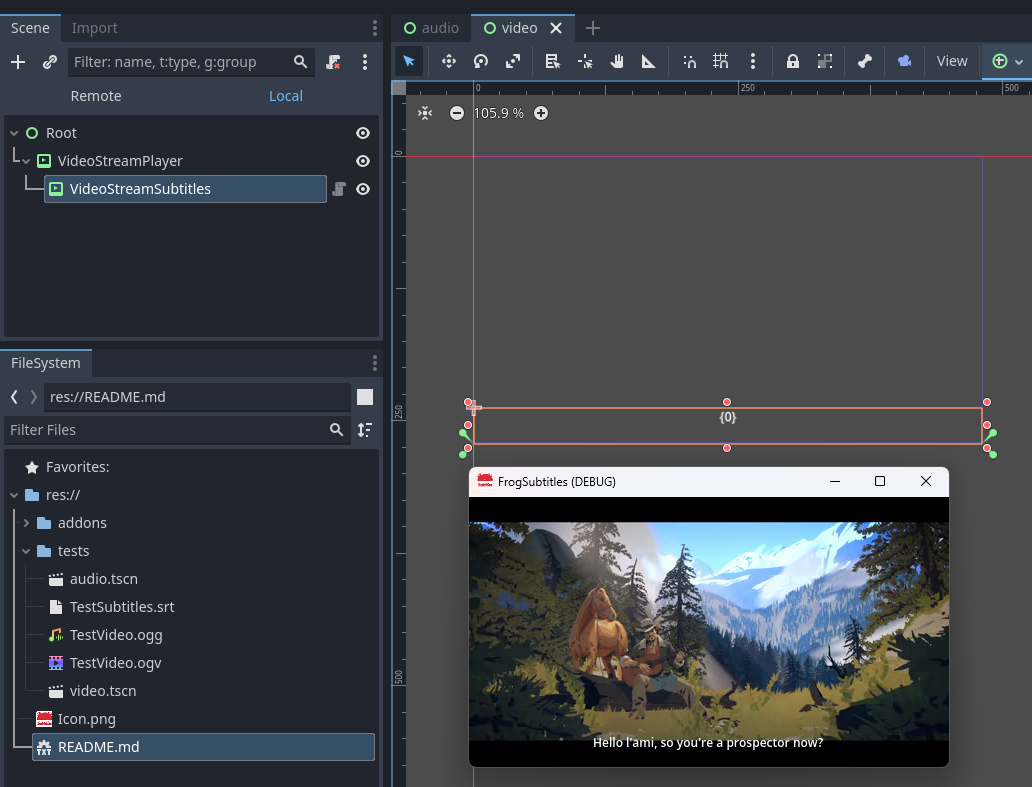 Scene
Import
audio
video
Filter: name, t:type, g:group
View
Remote
Local
0
250
500
105.9 %
Root
VideoStreamPlayer
VideoStreamSubtitles
0
250
500
{0}
FileSystem
res://README.md
Filter Files
Favorites:
res://
addons
tests
audio.tscn
TestSubtitles.srt
TestVideo.ogg
TestVideo.ogv
video.tscn
Icon.png
README.md
FrogSubtitles (DEBUG)
Hello l'ami, so you're a prospector now?